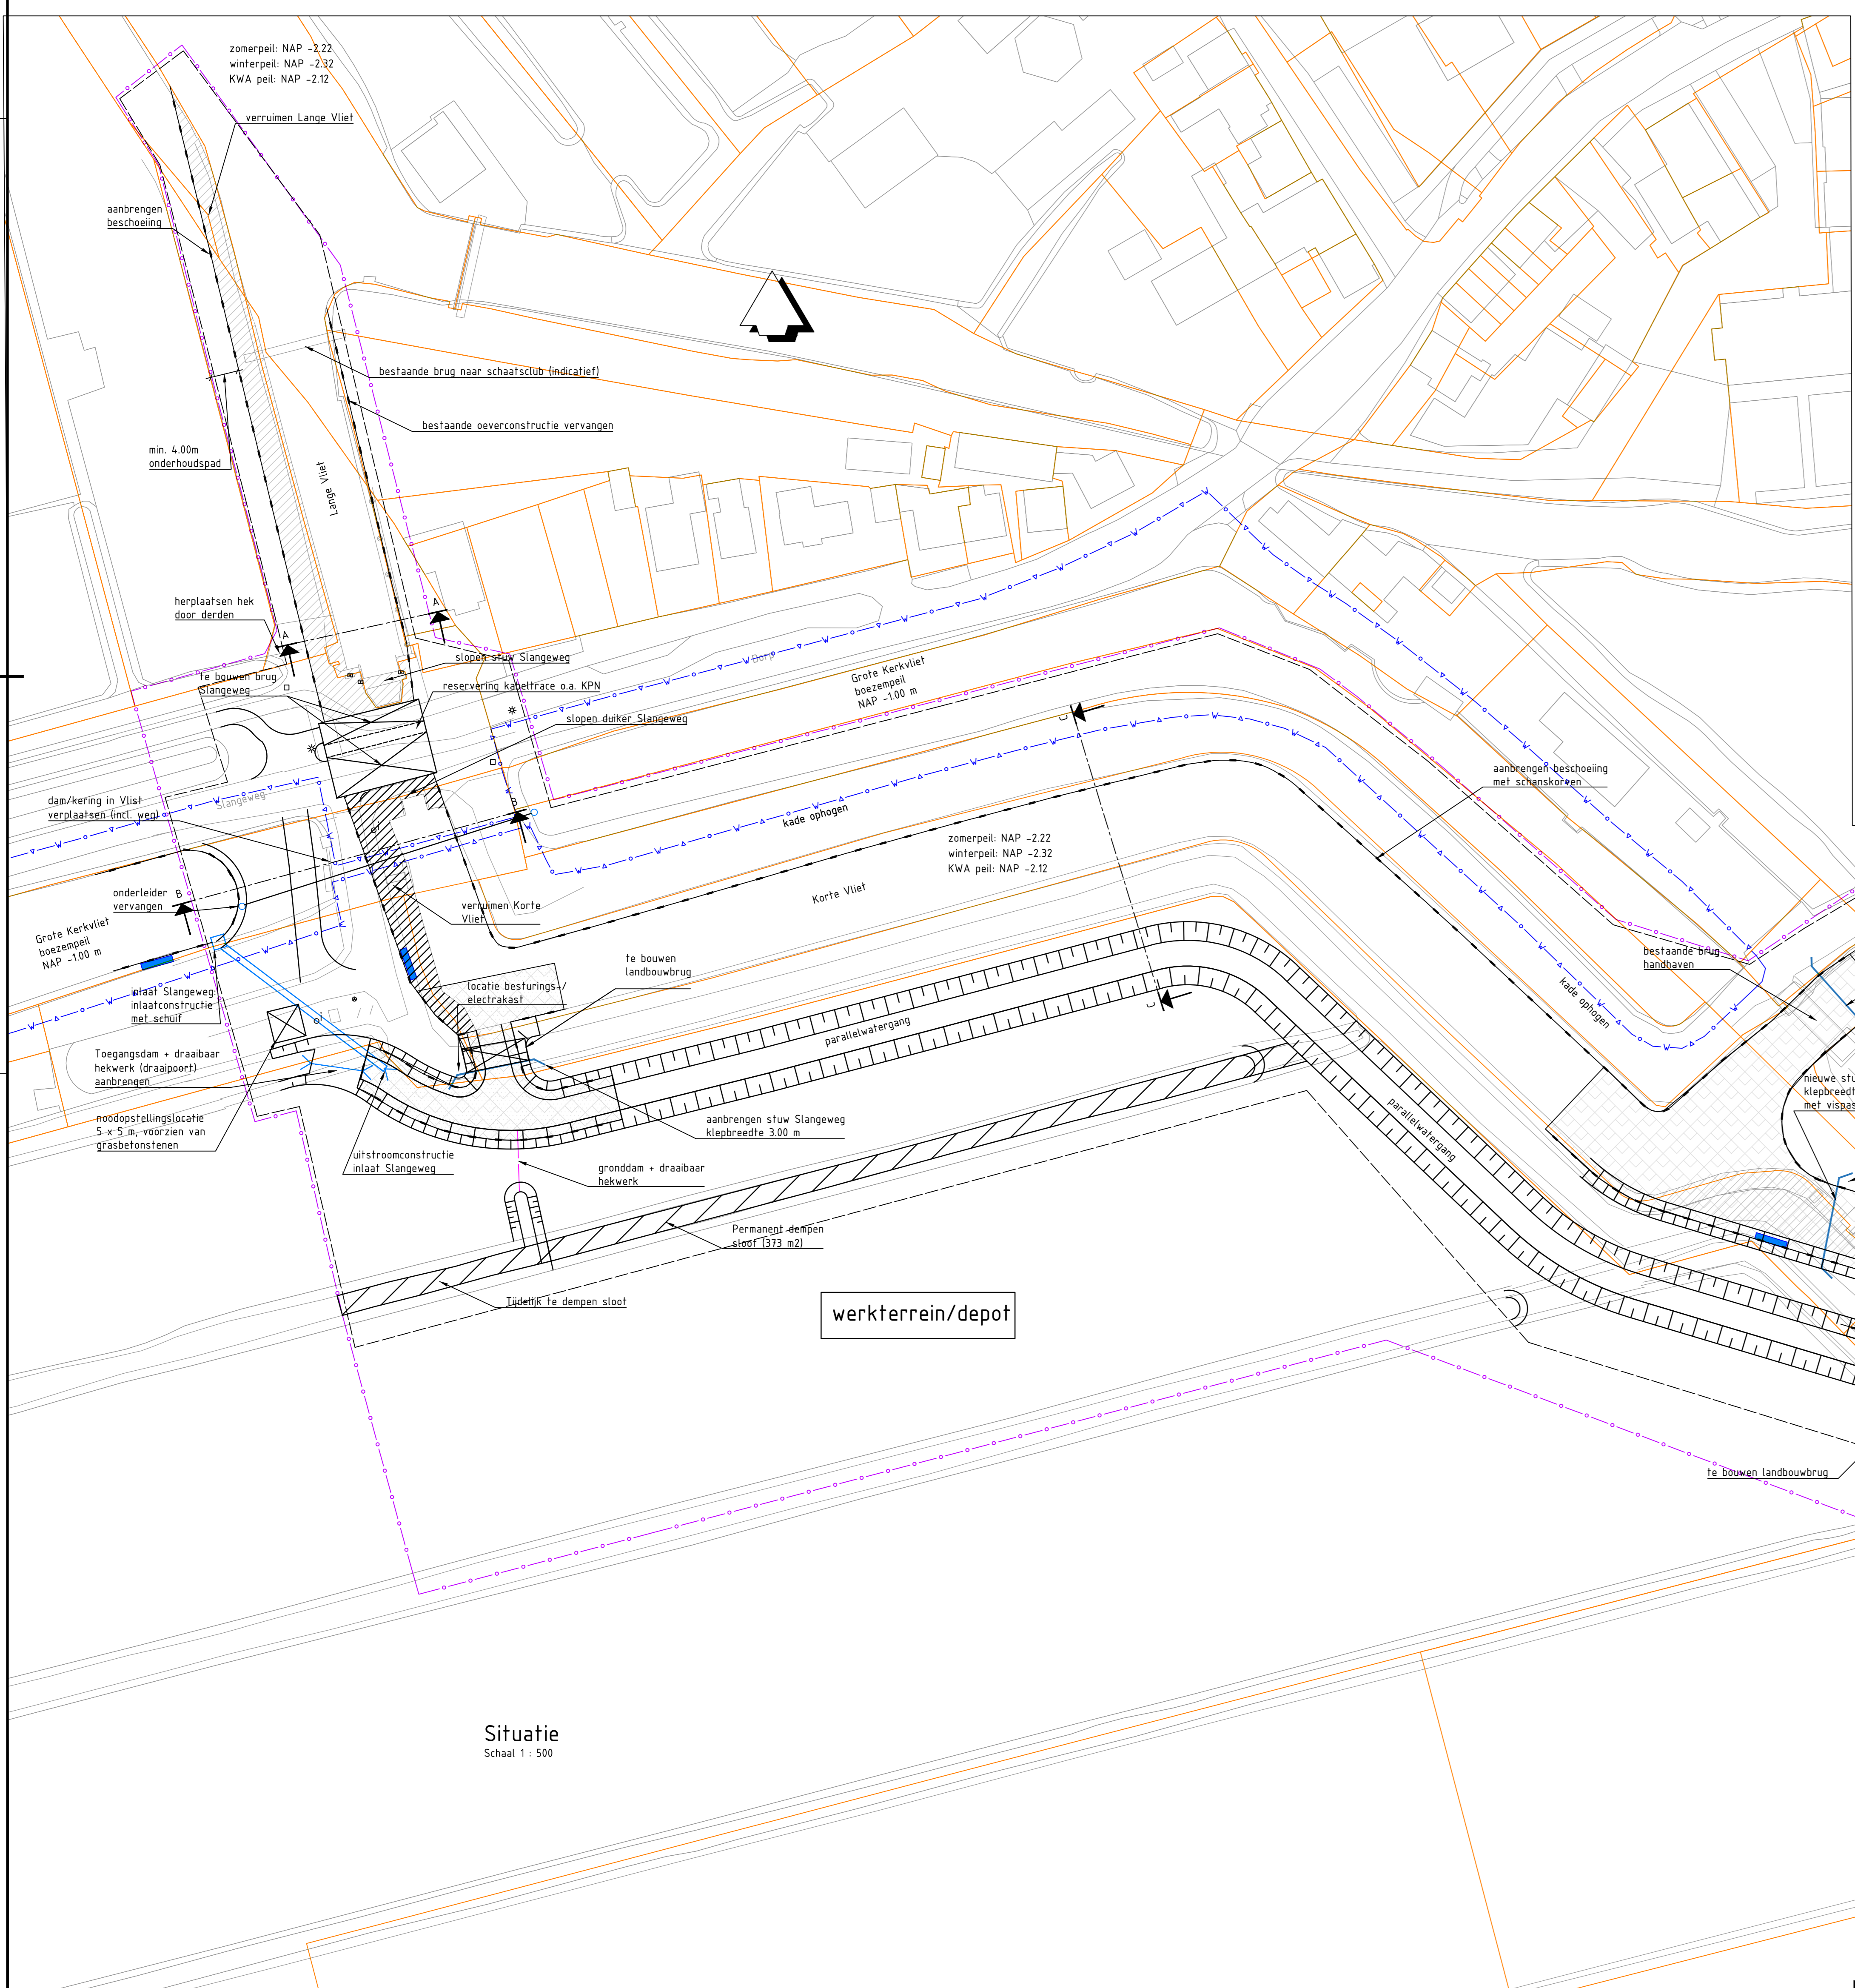 zomerpeil: NAP -2.22
winterpeil: NAP -2.32
KWA peil: NAP -2.12
verruimen Lange Vliet
aanbrengen
beschoeiing
bestaande brug naar schaatsclub (indicatief)
bestaande oeverconstructie vervangen
min. 4.00m
onderhoudspad
Lange Vliet
herplaatsen hek
door derden
A
A
slopen stuw Slangeweg
te bouwen brug
Slangeweg
reservering kabeltrace o.a. KPN
slopen duiker Slangeweg
Dorp
Grote Kerkvliet
boezempeil
NAP -1.00 m
C
aanbrengen beschoeiing
met schanskorven
dam/kering in Vlist
verplaatsen (incl. weg)
Slangeweg
B
kade ophogen
zomerpeil: NAP -2.22
winterpeil: NAP -2.32
KWA peil: NAP -2.12
Korte Vliet
onderleider
vervangen
B
verruimen Korte
Vliet
Grote Kerkvliet
boezempeil
NAP -1.00 m
te bouwen
landbouwbrug
bestaande brug
handhaven
kade ophogen
inlaat Slangeweg:
inlaatconstructie
met schuif
locatie besturings-/
electrakast
C
parallelwatergang
Toegangsdam + draaibaar
hekwerk (draaipoort)
aanbrengen
nieuwe stu
klepbreedt
met vispas
noodopstellingslocatie
5 x 5 m, voorzien van
grasbetonstenen
aanbrengen stuw Slangeweg
klepbreedte 3.00 m
parallelwatergang
uitstroomconstructie
inlaat Slangeweg
gronddam + draaibaar
hekwerk
Permanent dempen
sloot (373 m2)
Tijdelijk te dempen sloot
werkterrein/depot
te bouwen landbouwbrug
Situatie
Schaal 1 : 500